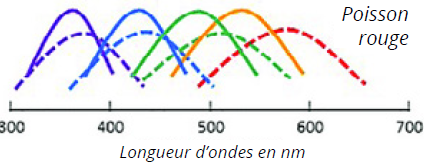 Poisson
rouge
300 400 500 600 700
Longueur d'ondes en nm